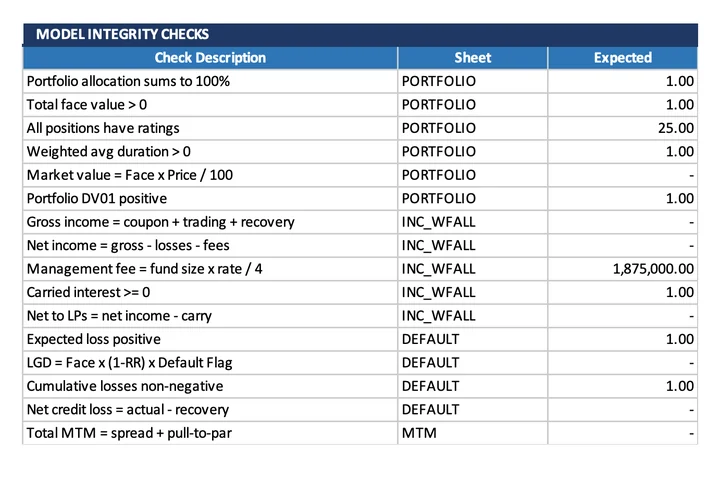 MODEL INTEGRITY CHECKS
Check Description Sheet Expected
Portfolio allocation sums to 100% PORTFOLIO 1.00
Total face value > 0 PORTFOLIO 1.00
All positions have ratings PORTFOLIO 25.00
Weighted avg duration > 0 PORTFOLIO 1.00
Market value = Face x Price / 100 PORTFOLIO -
Portfolio DV01 positive PORTFOLIO 1.00
Gross income = coupon + trading + recovery INC_WFALL -
Net income = gross - losses - fees INC_WFALL -
Management fee = fund size x rate / 4 INC_WFALL 1,875,000.00
Carried interest >= 0 INC_WFALL 1.00
Net to LPs = net income - carry INC_WFALL -
Expected loss positive DEFAULT 1.00
LGD = Face x (1-RR) x Default Flag DEFAULT -
Cumulative losses non-negative DEFAULT 1.00
Net credit loss = actual - recovery DEFAULT -
Total MTM = spread + pull-to-par MTM -